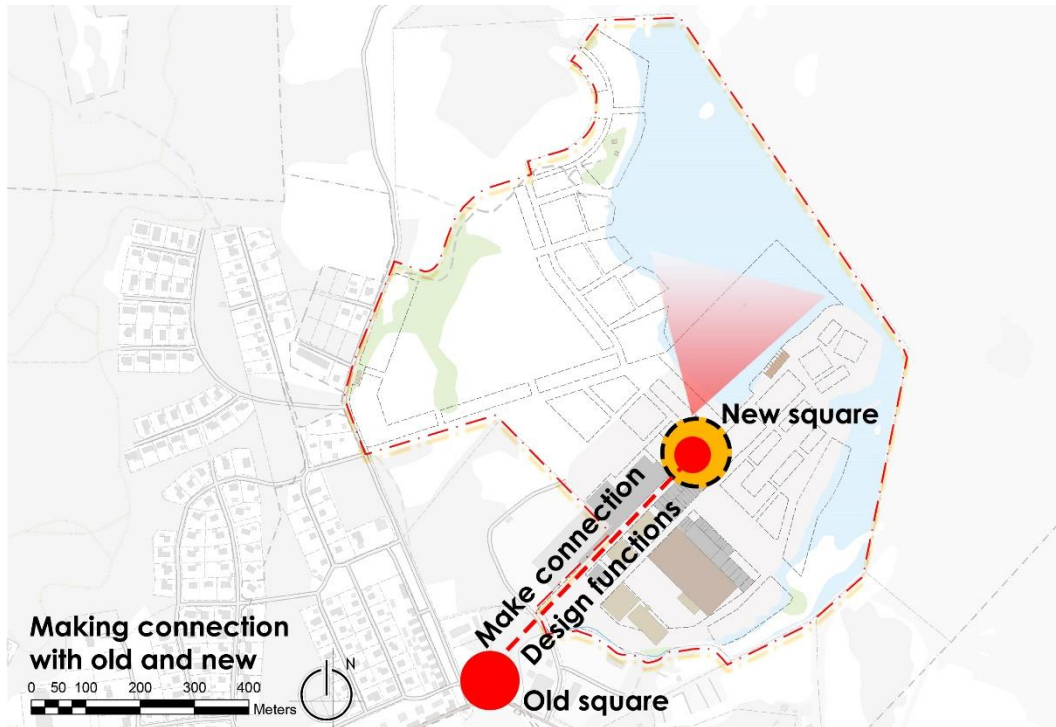 New square
Make connection
Design functions
Old square
Making connection
with old and new
N
0 50 100 200 300 400
Meters